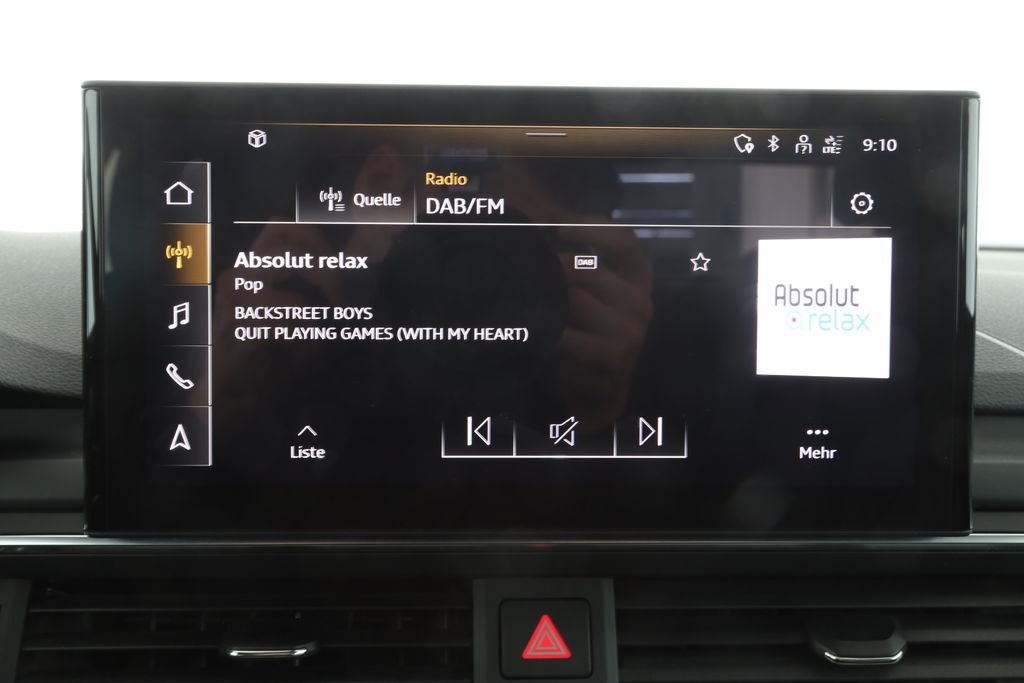 LTE 9:10
Quelle
Radio
DAB/FM
Absolut relax
DAB
Pop
BACKSTREET BOYS
QUIT PLAYING GAMES (WITH MY HEART)
Absolut
relax
Liste
Mehr